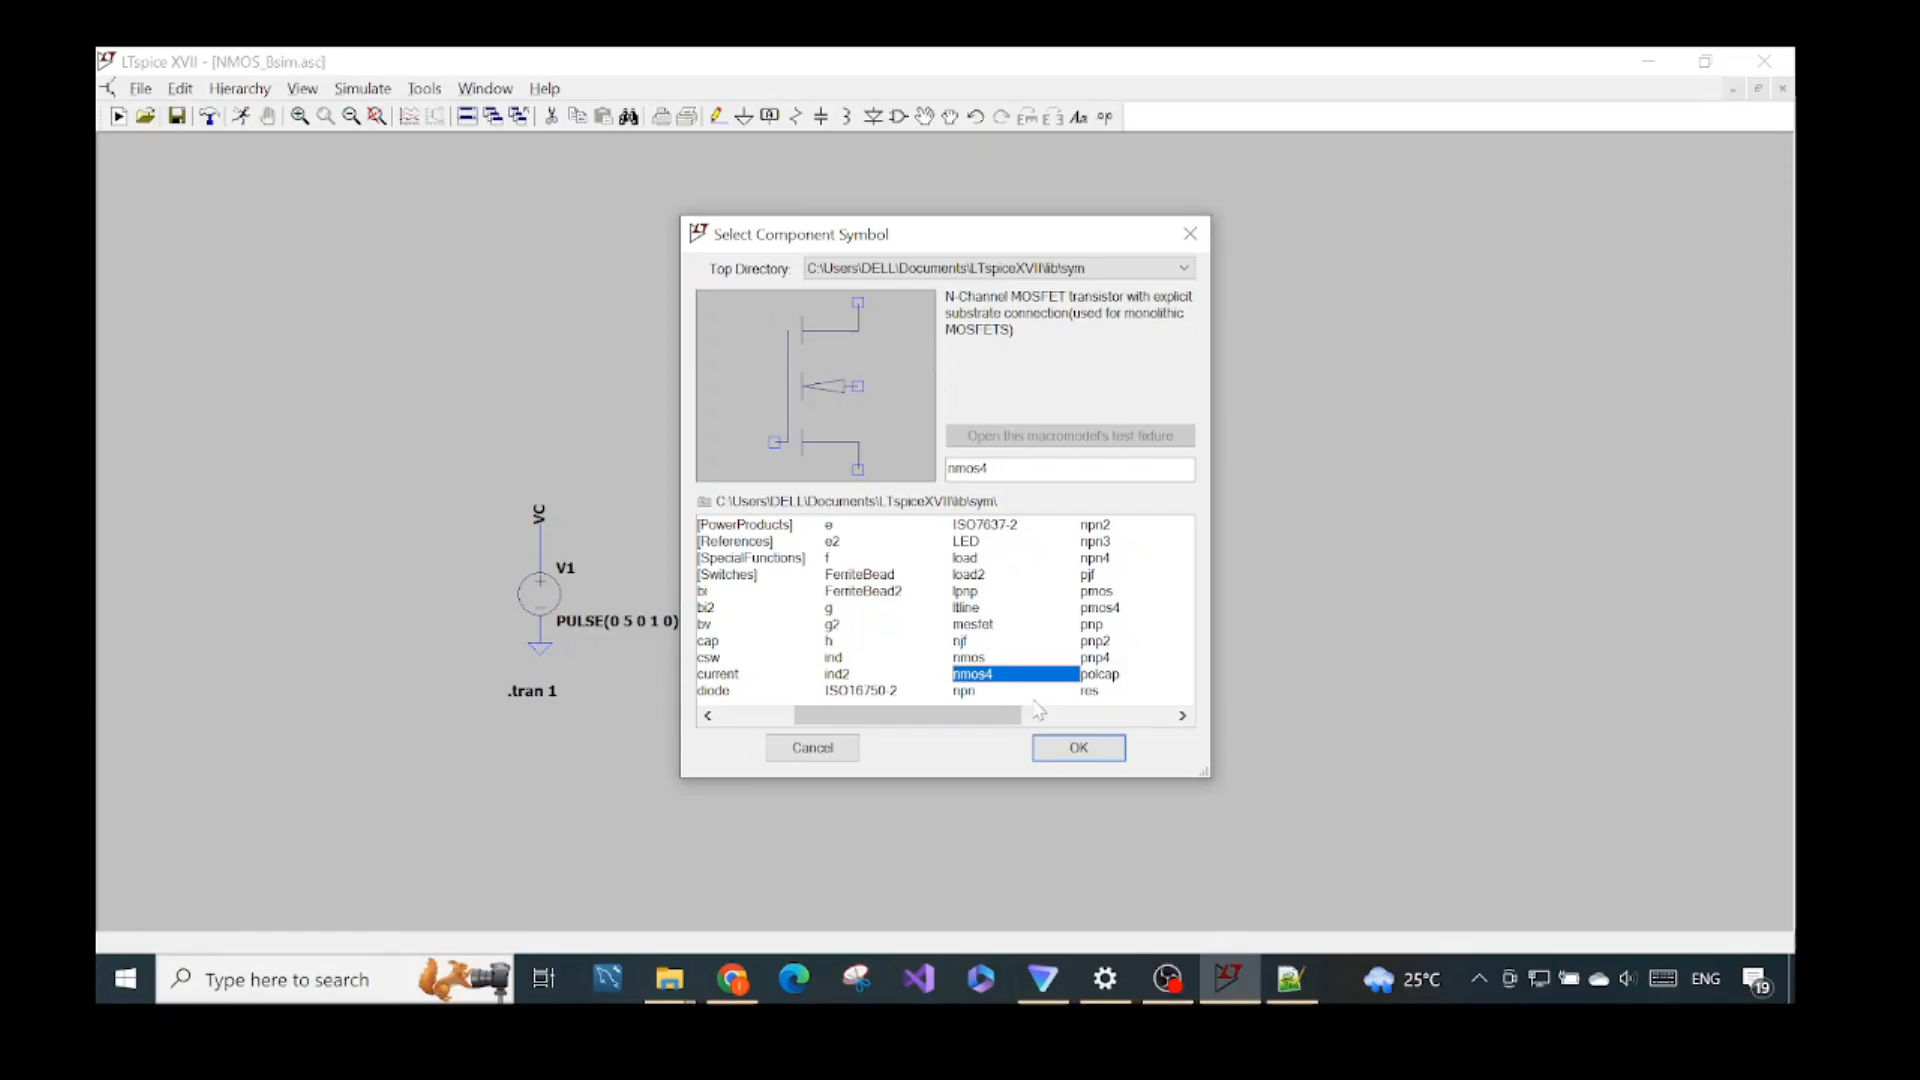 LTspice XVII - [NMOS_Bsim.asc]
File Edit Hierarchy View Simulate Tools Window Help
Select Component Symbol
Top Directory: C:\Users\DELL\Documents\LTspiceXVII\lib\sym
N-Channel MOSFET transistor with explicit
substrate connection(used for monolithic
MOSFETS)
Open this macromodel's test fixture
nmos4
C:\Users\DELL\Documents\LTspiceXVII\lib\sym\
[PowerProducts] e ISO7637-2 npn2
[References] e2 LED npn3
[SpecialFunctions] f load npn4
[Switches] FerriteBead load2 pjf
bi FerriteBead2 lpnp pmos
bi2 g ltline pmos4
bv g2 mesfet pnp
cap h njf pnp2
csw ind nmos pnp4
current ind2 nmos4 polcap
diode ISO16750-2 npn res
Cancel OK
VC
V1
PULSE(0 5 0 1 0)
.tran 1
Type here to search
25°C ENG 19